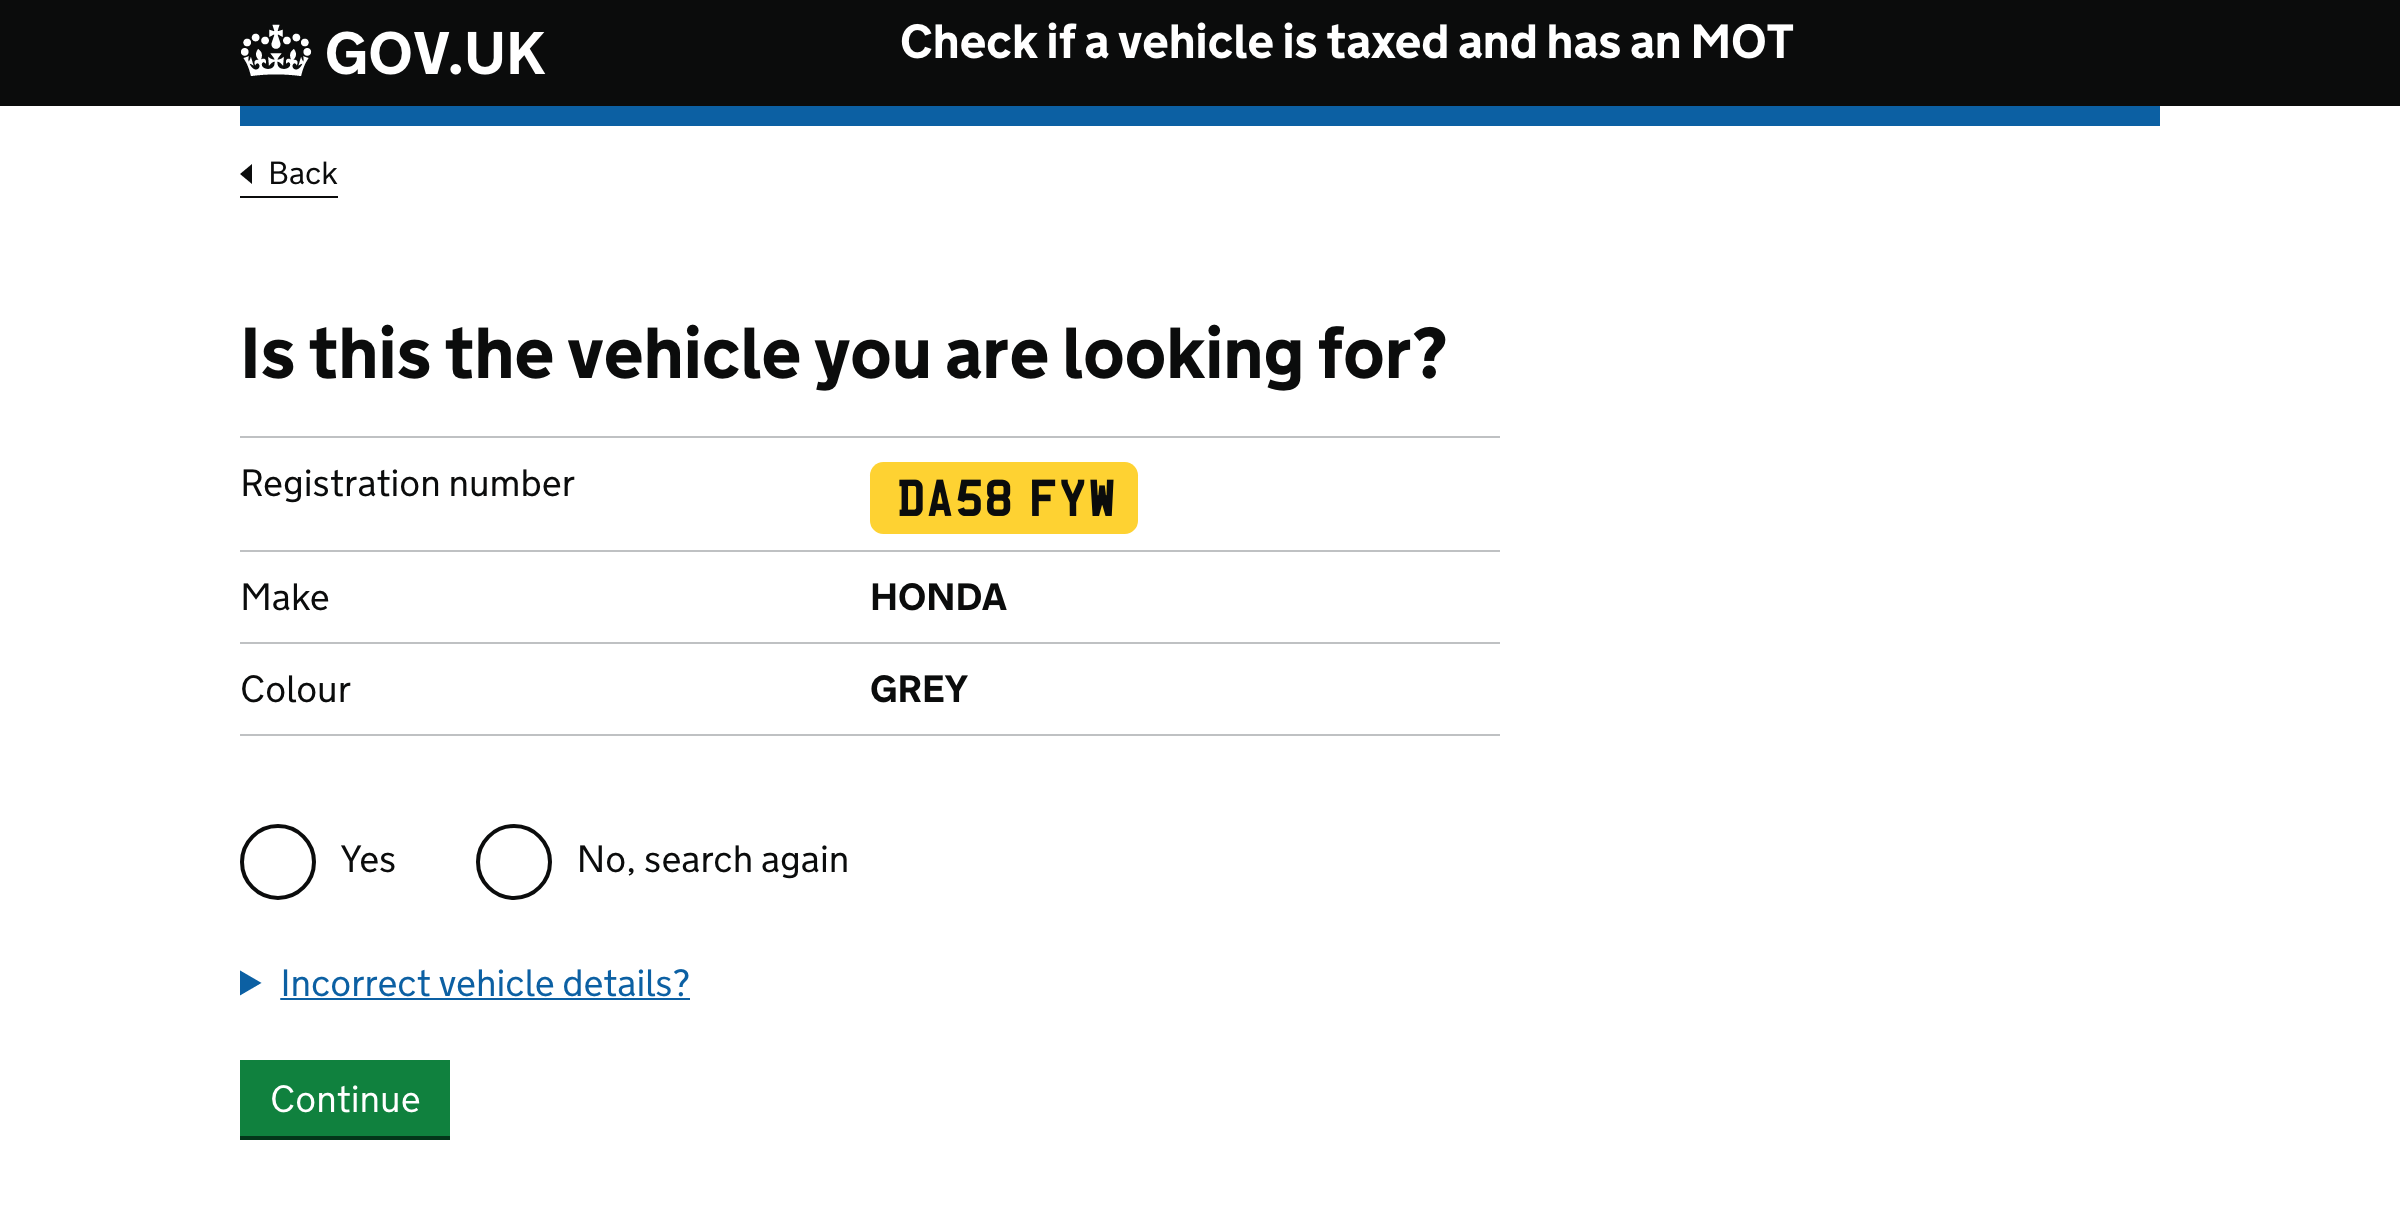 GOV.UK
Check if a vehicle is taxed and has an MOT
Back
Is this the vehicle you are looking for?
Registration number DA58 FYW
Make HONDA
Colour GREY
Yes No, search again
Incorrect vehicle details?
Continue